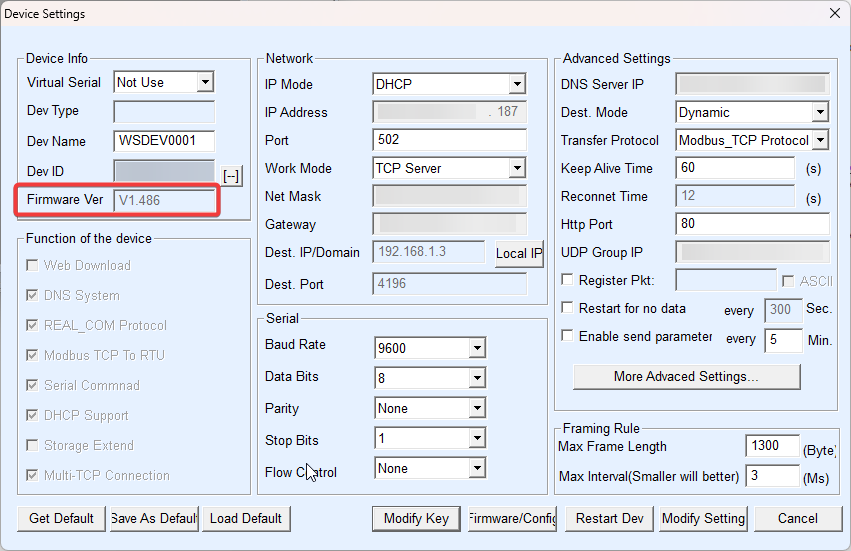 Device Settings
Device Info
Virtual Serial Not Use
Dev Type
Dev Name WSDEV0001
Dev ID [--]
Firmware Ver V1.486
Function of the device
Web Download
DNS System
REAL_COM Protocol
Modbus TCP To RTU
Serial Commnad
DHCP Support
Storage Extend
Multi-TCP Connection
Network
IP Mode DHCP
IP Address . 187
Port 502
Work Mode TCP Server
Net Mask
Gateway
Dest. IP/Domain 192.168.1.3 Local IP
Dest. Port 4196
Serial
Baud Rate 9600
Data Bits 8
Parity None
Stop Bits 1
Flow Control None
Advanced Settings
DNS Server IP
Dest. Mode Dynamic
Transfer Protocol Modbus_TCP Protocol
Keep Alive Time 60 (s)
Reconnet Time 12 (s)
Http Port 80
UDP Group IP
Register Pkt: ASCII
Restart for no data every 300 Sec.
Enable send parameter every 5 Min.
More Advaced Settings...
Framing Rule
Max Frame Length 1300 (Byte)
Max Interval(Smaller will better) 3 (Ms)
Get Default Save As Default Load Default Modify Key Firmware/Config Restart Dev Modify Setting Cancel